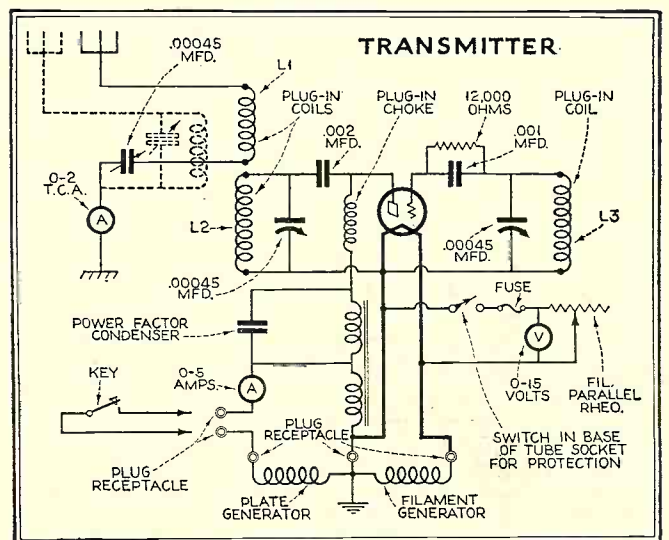 TRANSMITTER
.00045
MFD.
L1
PLUG-IN
COILS
PLUG-IN
CHOKE
12,000
OHMS
PLUG-IN
COIL
.002
MFD.
.001
MFD.
0-2
T.C.A.
A
L2
L3
.00045
MFD.
.00045
MFD.
FUSE
POWER FACTOR
CONDENSER
V
KEY
0-5
AMPS.
A
0-15
VOLTS
FIL.
PARALLEL
RHEO.
PLUG
RECEPTACLE
PLUG
RECEPTACLE
SWITCH IN BASE
OF TUBE SOCKET
FOR PROTECTION
PLATE
GENERATOR
FILAMENT
GENERATOR